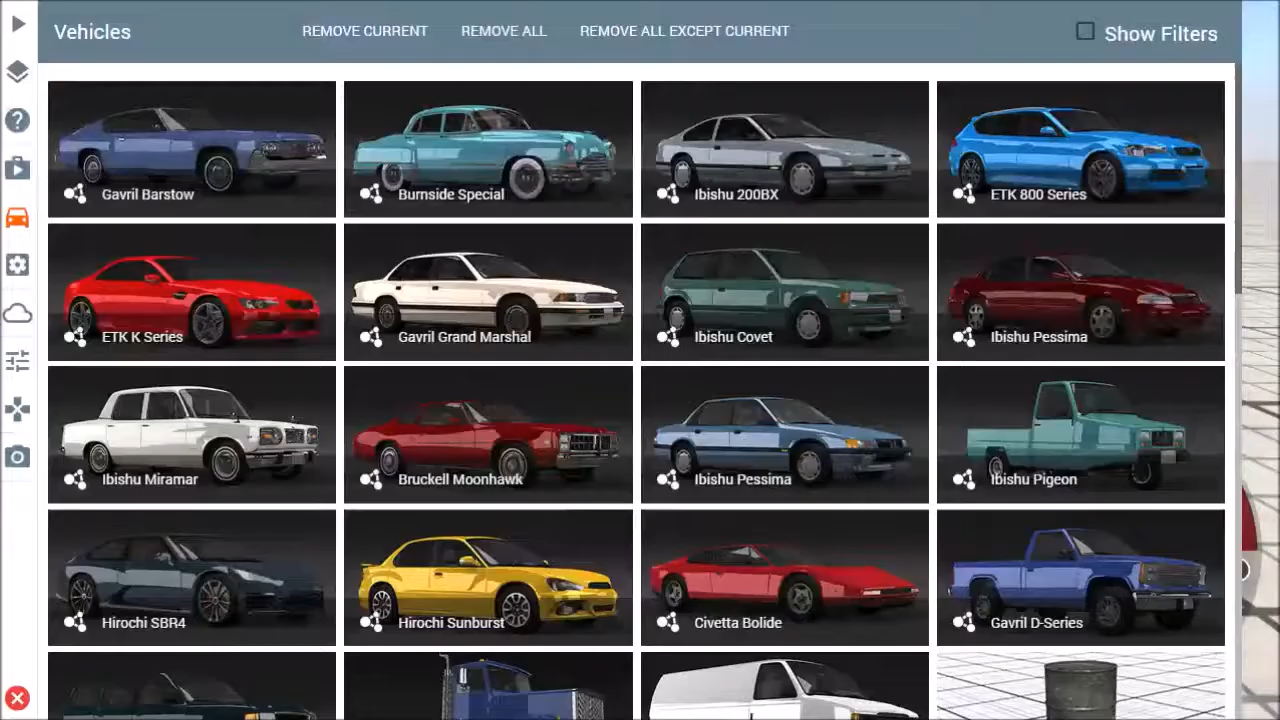 Vehicles
REMOVE CURRENT
REMOVE ALL
REMOVE ALL EXCEPT CURRENT
Show Filters
Gavril Barstow
Burnside Special
Ibishu 200BX
ETK 800 Series
ETK K Series
Gavril Grand Marshal
Ibishu Covet
Ibishu Pessima
Ibishu Miramar
Bruckell Moonhawk
Ibishu Pessima
Ibishu Pigeon
Hirochi SBR4
Hirochi Sunburst
Civetta Bolide
Gavril D-Series